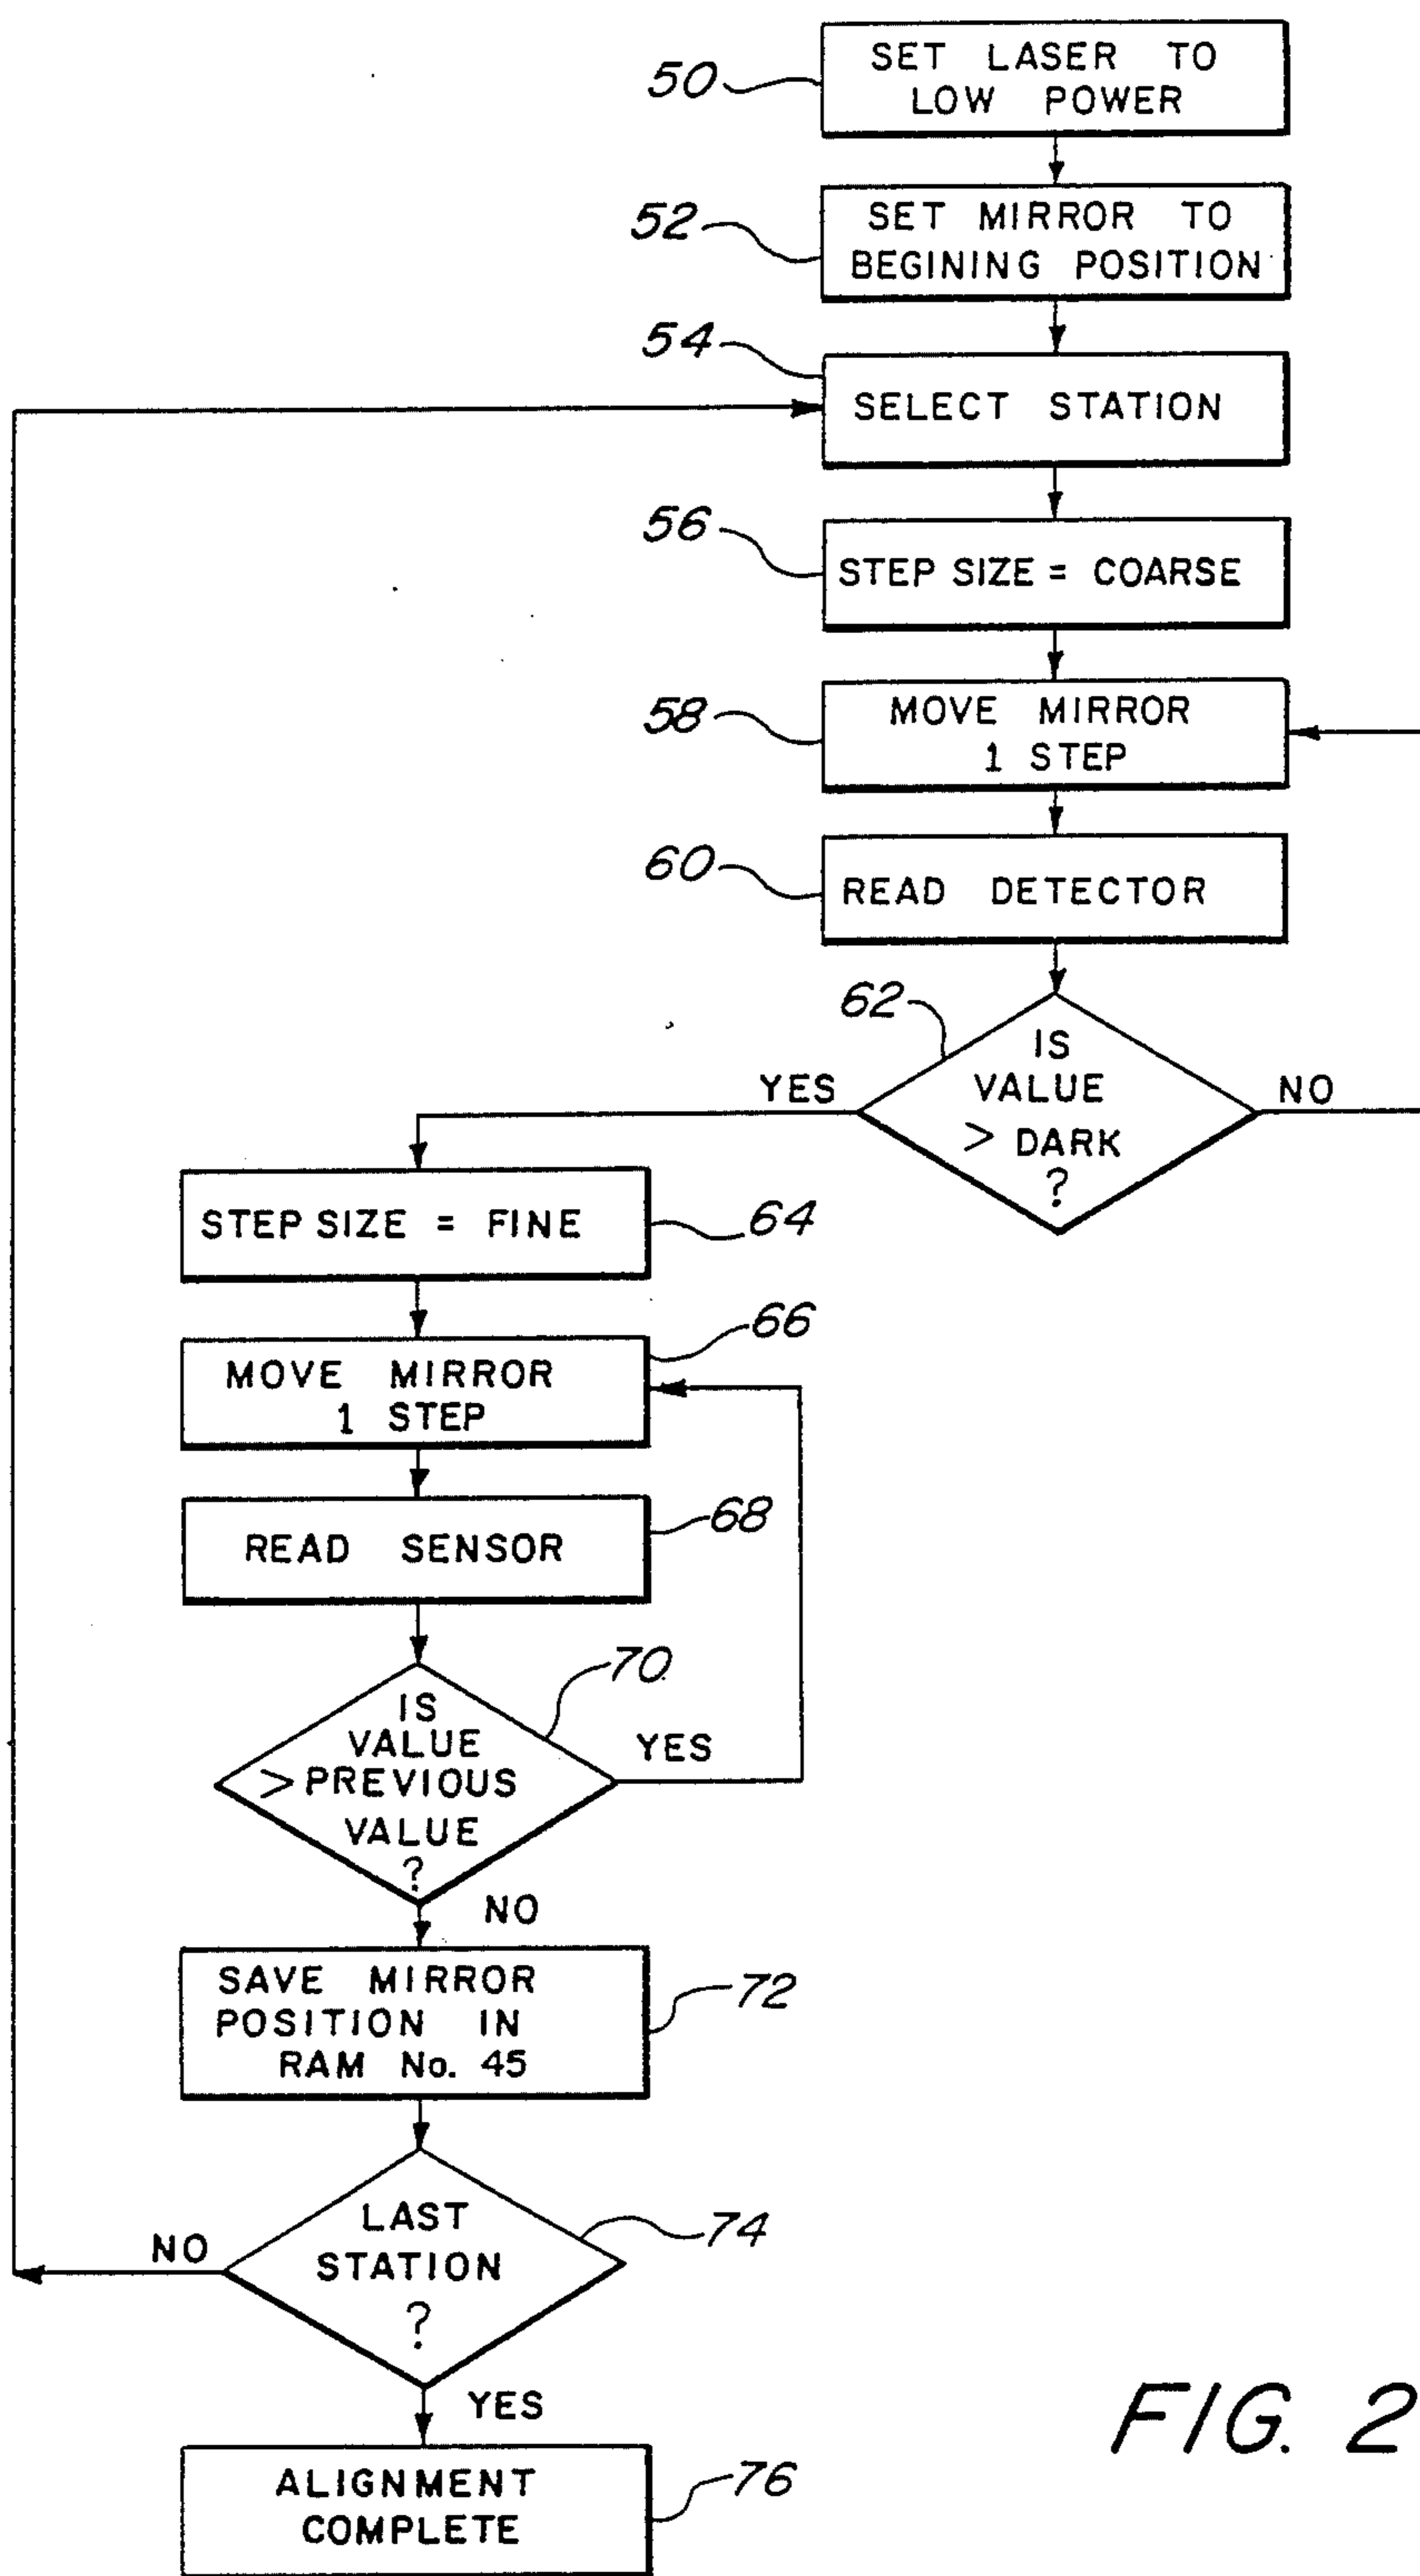 50
SET LASER TO
LOW POWER
52
SET MIRROR TO
BEGINING POSITION
54
SELECT STATION
56
STEP SIZE = COARSE
58
MOVE MIRROR
1 STEP
60
READ DETECTOR
62
IS
VALUE
> DARK
?
YES
NO
STEP SIZE = FINE
64
MOVE MIRROR
1 STEP
66
READ SENSOR
68
IS
VALUE
> PREVIOUS
VALUE
?
70
YES
NO
SAVE MIRROR
POSITION IN
RAM No. 45
72
LAST
STATION
?
74
NO
YES
ALIGNMENT
COMPLETE
76
FIG. 2